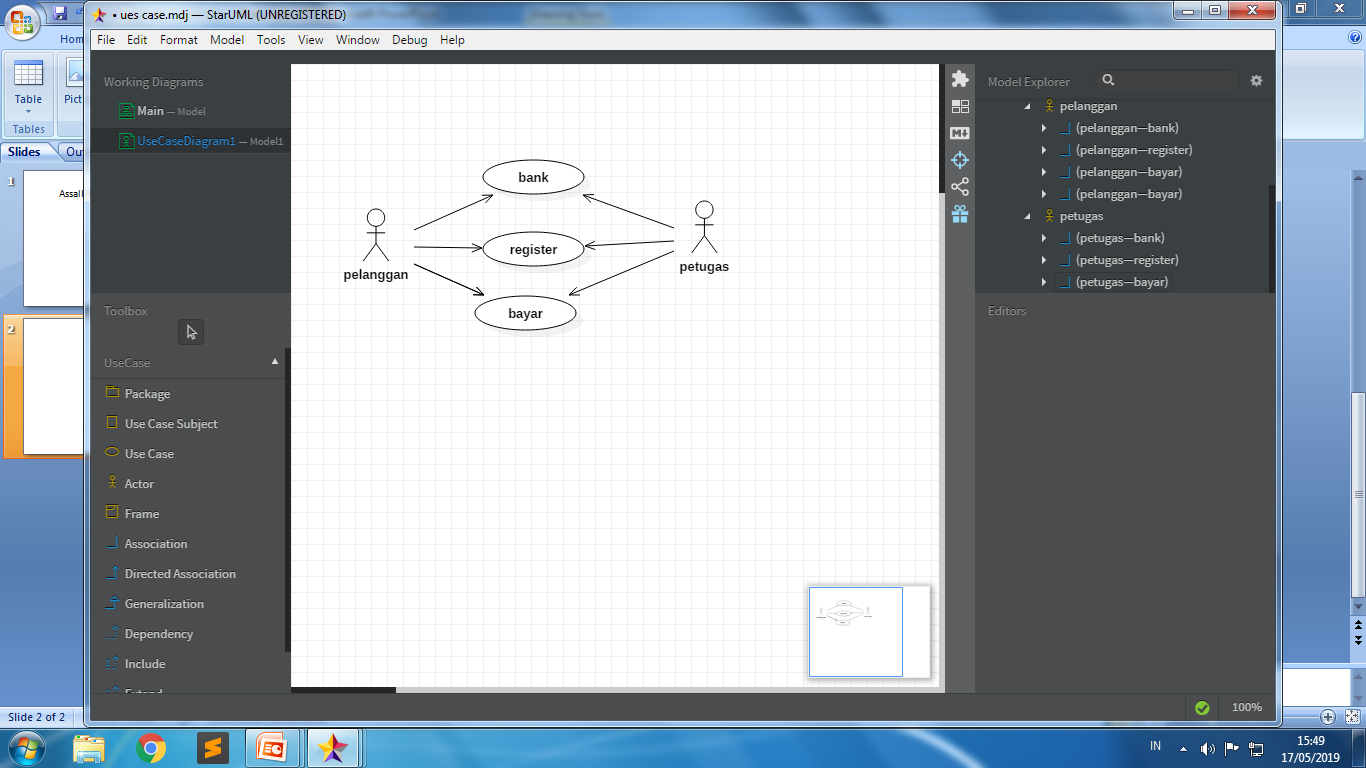 • ues case.mdj — StarUML (UNREGISTERED)
File Edit Format Model Tools View Window Debug Help
Hom
Table
Tables
Slides
1
2
Slide 2 of 2
Working Diagrams
Main — Model
UseCaseDiagram1 — Model1
Toolbox
UseCase
Package
Use Case Subject
Use Case
Actor
Frame
Association
Directed Association
Generalization
Dependency
Include
Extend
bank
register
bayar
pelanggan
petugas
Model Explorer
pelanggan
(pelanggan—bank)
(pelanggan—register)
(pelanggan—bayar)
(pelanggan—bayar)
petugas
(petugas—bank)
(petugas—register)
(petugas—bayar)
Editors
100%
IN
15:49
17/05/2019